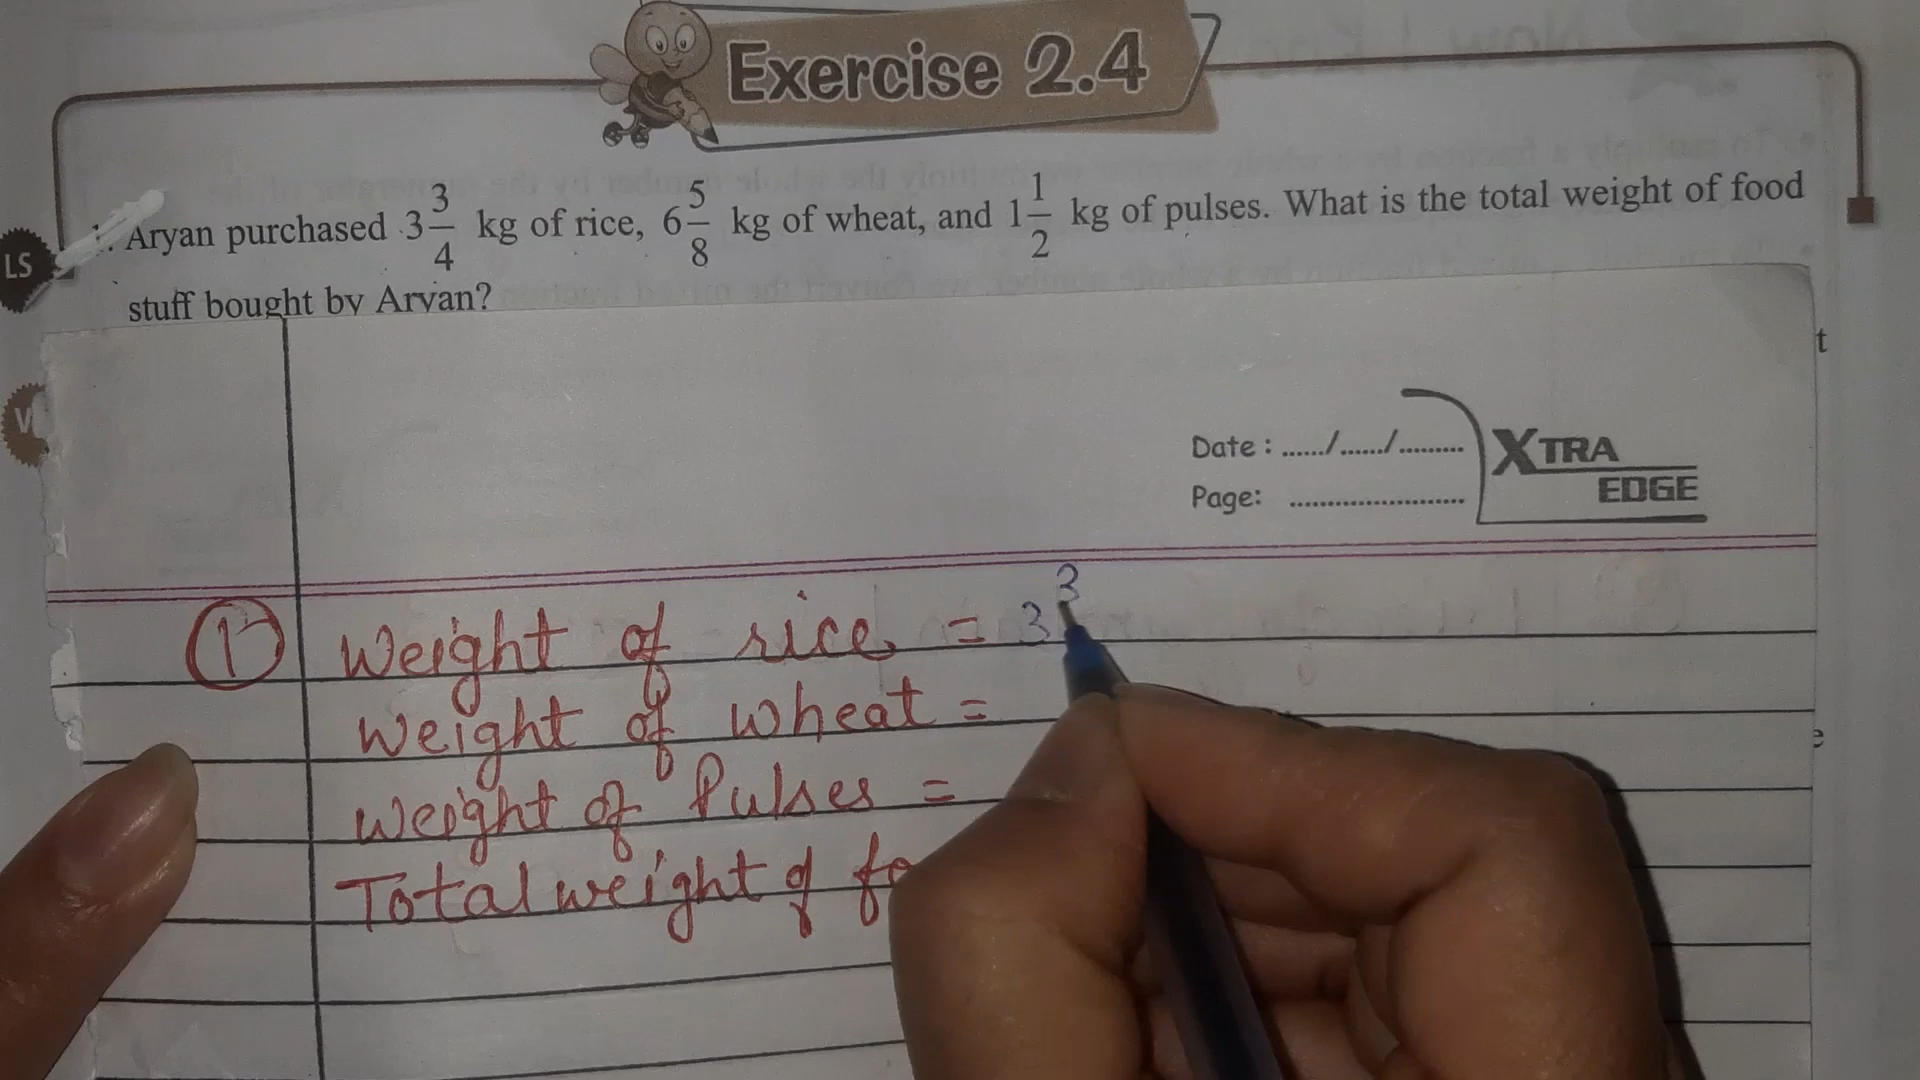 Exercise 2.4
1. Aryan purchased 3 3/4 kg of rice, 6 5/8 kg of wheat, and 1 1/2 kg of pulses. What is the total weight of food
LS
stuff bought by Aryan?
t
V
Date : ....../....../.........
XTRA
EDGE
Page: .......................
1 Weight of rice = 3 3
Weight of wheat =
e
Weight of Pulses =
Total weight of fo